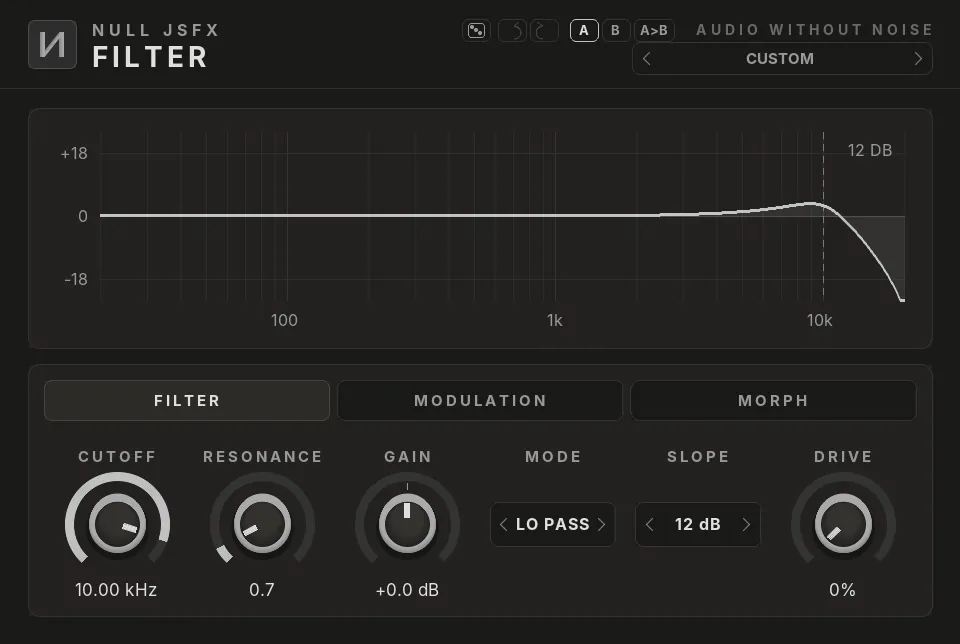 NULL JSFX
FILTER
A B A>B
AUDIO WITHOUT NOISE
CUSTOM
+18
12 DB
0
-18
100 1k 10k
FILTER MODULATION MORPH
CUTOFF RESONANCE GAIN MODE SLOPE DRIVE
LO PASS 12 dB
10.00 kHz 0.7 +0.0 dB 0%